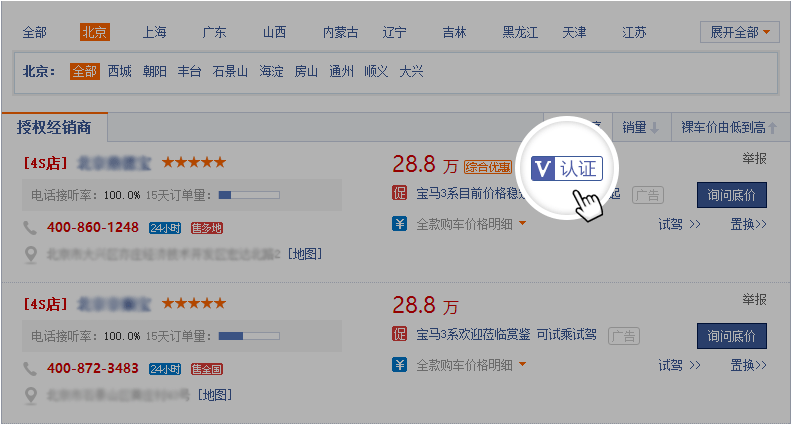 全部 北京 上海 广东 山西 内蒙古 辽宁 吉林 黑龙江 天津 江苏 展开全部
北京： 全部 西城 朝阳 丰台 石景山 海淀 房山 通州 顺义 大兴
授权经销商 销量 裸车价由低到高
[4S店] ★★★★★ 28.8 万 综合优惠 V 认证 举报
电话接听率：100.0% 15天订单量： 促 宝马3系目前价格稳 起 广告 询问底价
400-860-1248 24小时 售多地 ¥ 全款购车价格明细 试驾 >> 置换>>
[地图]
[4S店] ★★★★★ 28.8 万 举报
电话接听率：100.0% 15天订单量： 促 宝马3系欢迎莅临赏鉴 可试乘试驾 广告 询问底价
400-872-3483 24小时 售全国 ¥ 全款购车价格明细 试驾 >> 置换>>
[地图]